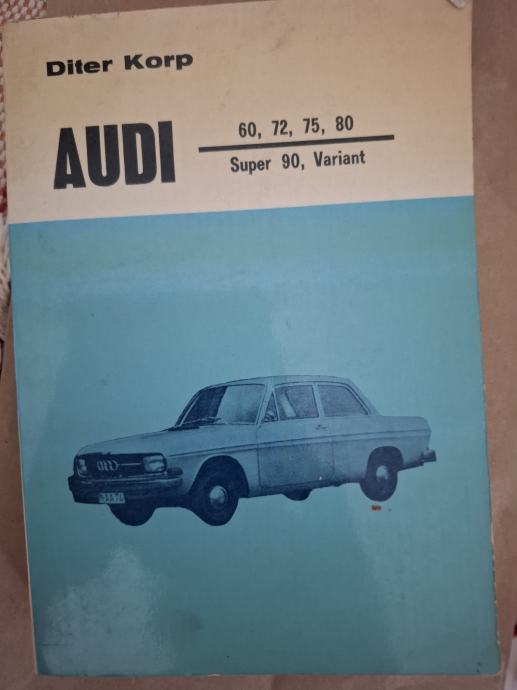 Diter Korp
AUDI
60, 72, 75, 80
Super 90, Variant